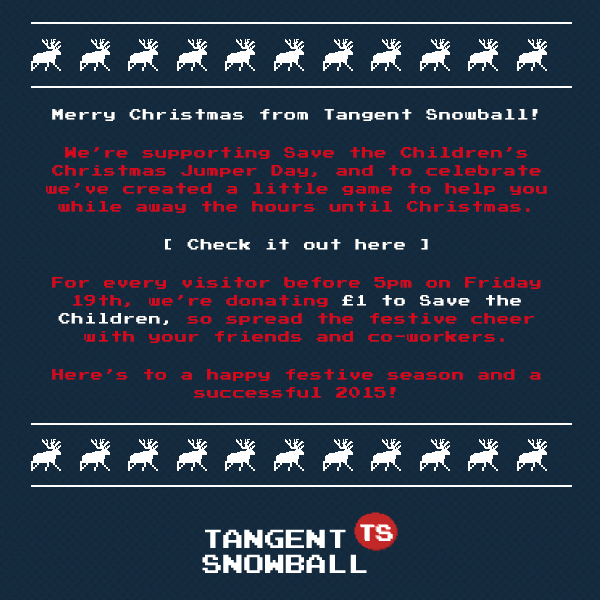 Merry Christmas from Tangent Snowball!
We're supporting Save the Children's
Christmas Jumper Day, and to celebrate
we've created a little game to help you
while away the hours until Christmas.
[ Check it out here ]
For every visitor before 5pm on Friday
19th, we're donating £1 to Save the
Children, so spread the festive cheer
with your friends and co-workers.
Here's to a happy festive season and a
successful 2015!
TANGENT TS
SNOWBALL